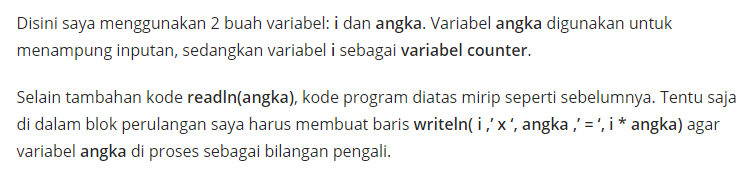 Disini saya menggunakan 2 buah variabel: i dan angka. Variabel angka digunakan untuk
menampung inputan, sedangkan variabel i sebagai variabel counter.
Selain tambahan kode readln(angka), kode program diatas mirip seperti sebelumnya. Tentu saja
di dalam blok perulangan saya harus membuat baris writeln( i ,’ x ‘, angka ,’ = ‘, i * angka) agar
variabel angka di proses sebagai bilangan pengali.